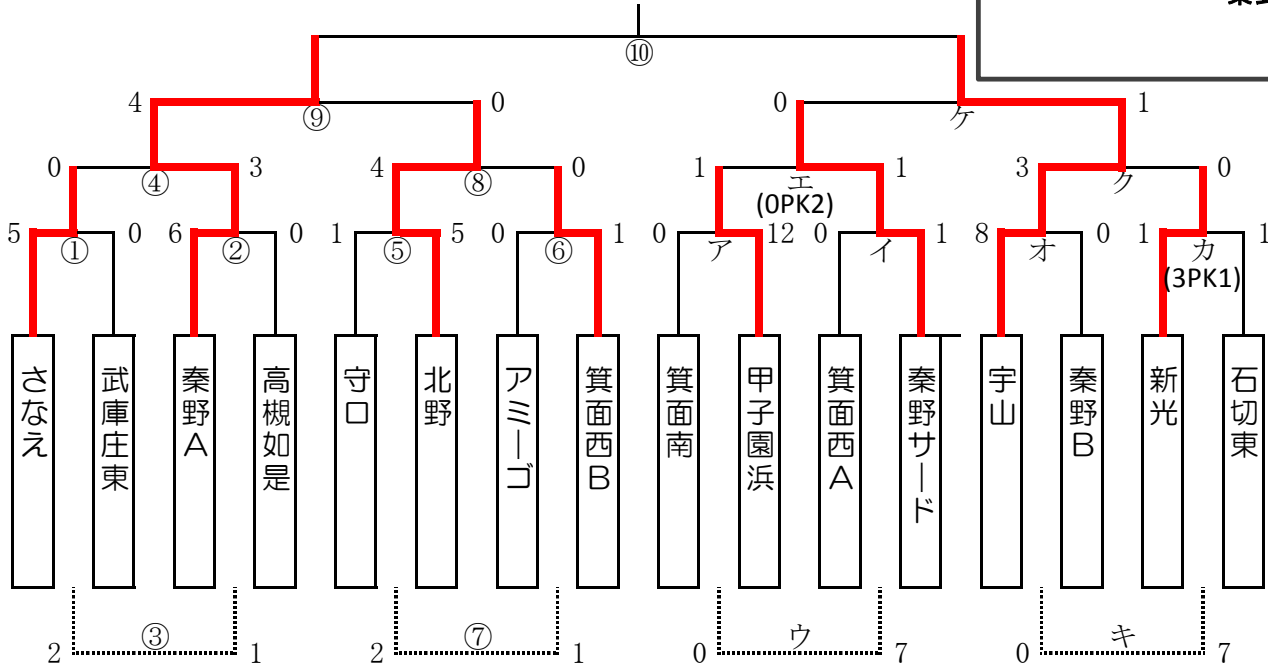 ⑩
4 ⑨ 0 0 ケ 1
0 ④ 3 4 ⑧ 0 1 エ 1 3 ク 0
(0PK2)
5 ① 0 6 ② 0 1 ⑤ 5 0 ⑥ 1 0 ア 12 0 イ 1 8 オ 0 1 カ 1
(3PK1)
さなえ
武庫庄東
秦野A
高槻如是
守口
北野
アミーゴ
箕面西B
箕面南
甲子園浜
箕面西A
秦野サード
宇山
秦野B
新光
石切東
2 ③ 1 2 ⑦ 1 0 ウ 7 0 キ 7